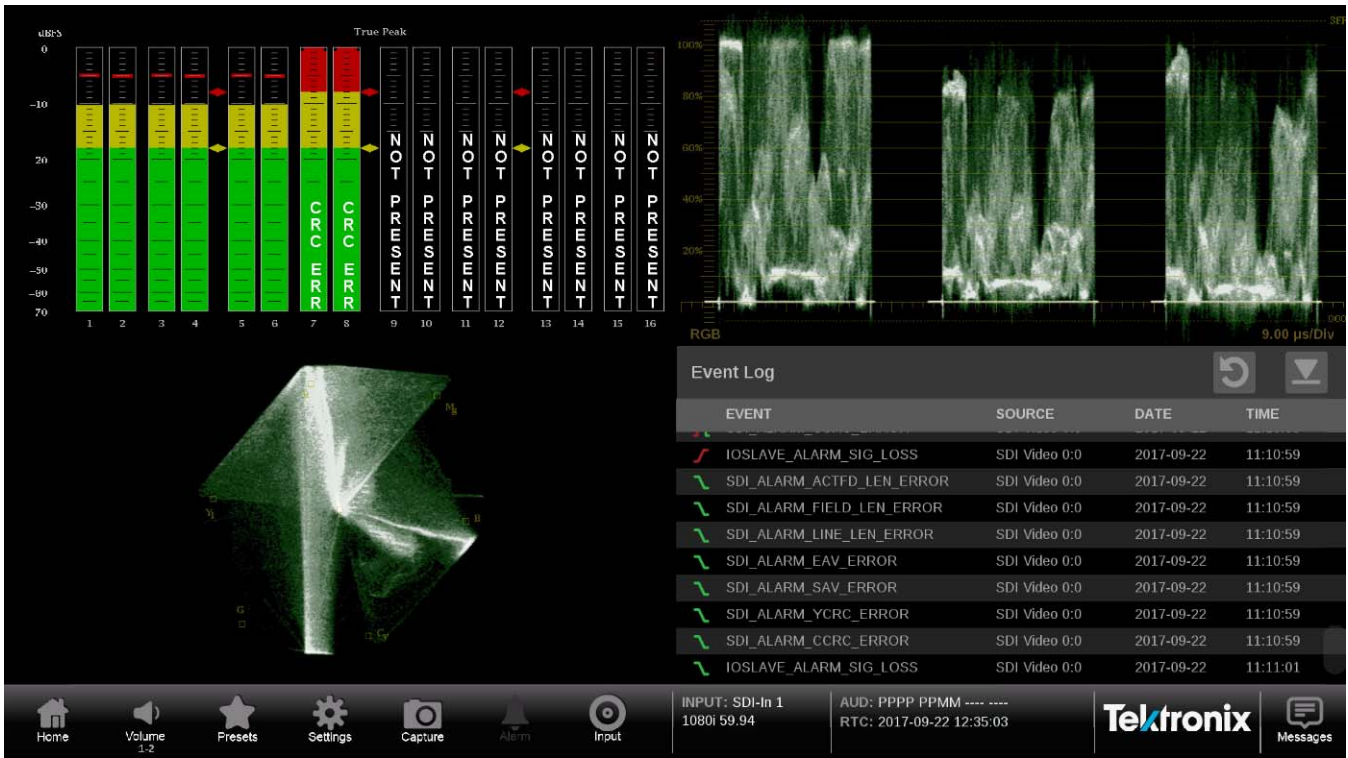 dBFS
True Peak
0
-10
20
-30
-40
-50
-60
70
CRC ERR
CRC ERR
NOT PRESENT
NOT PRESENT
NOT PRESENT
NOT PRESENT
NOT PRESENT
NOT PRESENT
NOT PRESENT
NOT PRESENT
1 2 3 4 5 6 7 8 9 10 11 12 13 14 15 16
3FF
100%
80%
60%
40%
20%
000
RGB 9.00 µs/Div
Mg
B
Yl
G
Cy
Event Log
EVENT SOURCE DATE TIME
IOSLAVE_ALARM_SIG_LOSS SDI Video 0:0 2017-09-22 11:10:59
SDI_ALARM_ACTFD_LEN_ERROR SDI Video 0:0 2017-09-22 11:10:59
SDI_ALARM_FIELD_LEN_ERROR SDI Video 0:0 2017-09-22 11:10:59
SDI_ALARM_LINE_LEN_ERROR SDI Video 0:0 2017-09-22 11:10:59
SDI_ALARM_EAV_ERROR SDI Video 0:0 2017-09-22 11:10:59
SDI_ALARM_SAV_ERROR SDI Video 0:0 2017-09-22 11:10:59
SDI_ALARM_YCRC_ERROR SDI Video 0:0 2017-09-22 11:10:59
SDI_ALARM_CCRC_ERROR SDI Video 0:0 2017-09-22 11:10:59
IOSLAVE_ALARM_SIG_LOSS SDI Video 0:0 2017-09-22 11:11:01
Home
Volume
1-2
Presets
Settings
Capture
Alarm
Input
INPUT: SDI-In 1
1080i 59.94
AUD: PPPP PPMM ---- ----
RTC: 2017-09-22 12:35:03
Tektronix
Messages